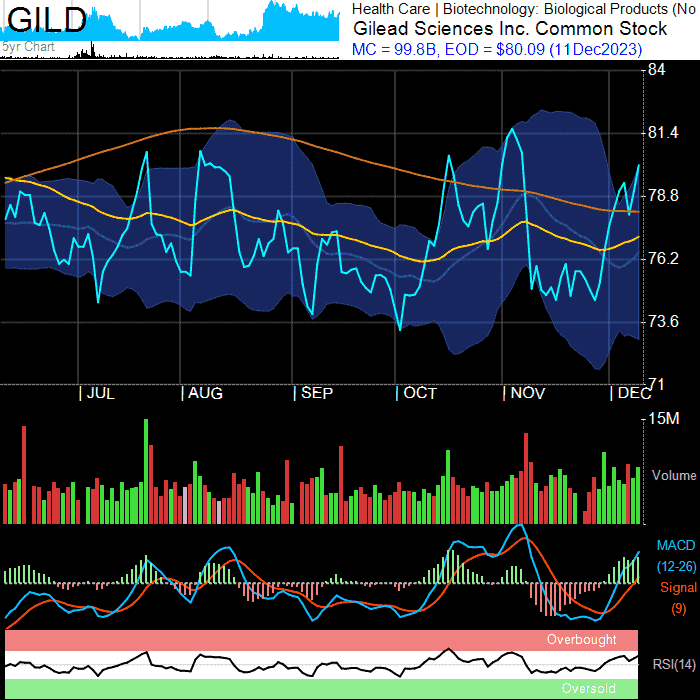 GILD
5yr Chart
Health Care | Biotechnology: Biological Products (No
Gilead Sciences Inc. Common Stock
MC = 99.8B, EOD = $80.09 (11Dec2023)
84
81.4
78.8
76.2
73.6
71
| JUL | AUG | SEP | OCT | NOV | DEC
15M
Volume
MACD
(12-26)
Signal
(9)
Overbought
RSI(14)
Oversold